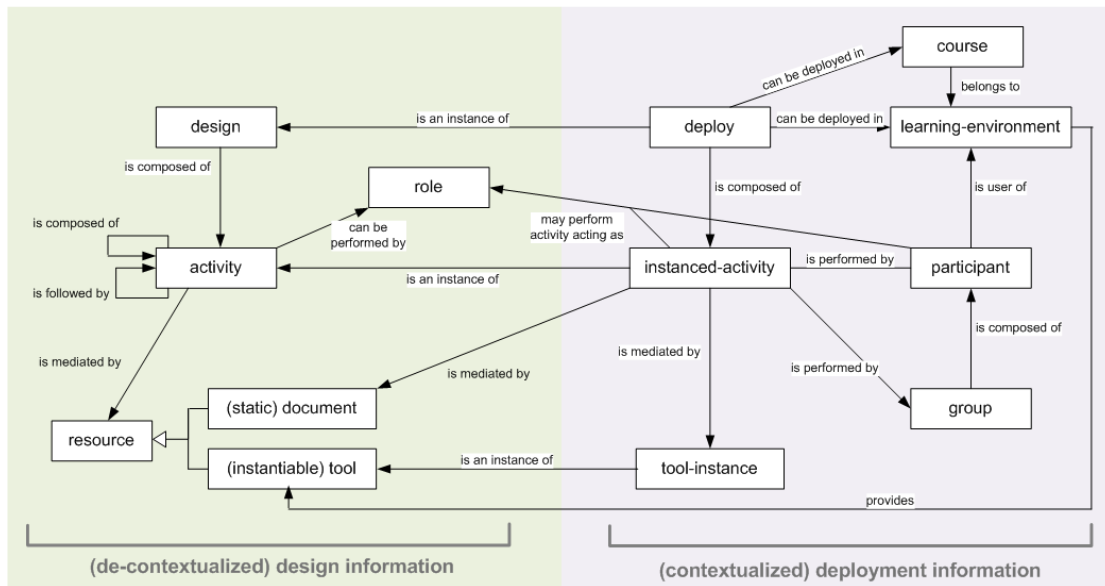 course
can be deployed in
belongs to
design
is an instance of
deploy
can be deployed in
learning-environment
is composed of
role
is composed of
is user of
is composed of
can be
performed by
may perform
activity acting as
activity
is an instance of
instanced-activity
is performed by
participant
is followed by
is composed of
is mediated by
is mediated by
is mediated by
is performed by
(static) document
group
resource
(instantiable) tool
is an instance of
tool-instance
provides
(de-contextualized) design information
(contextualized) deployment information